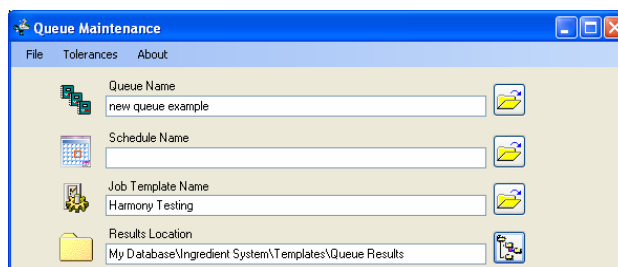 Queue Maintenance
File Tolerances About
Queue Name
new queue example
Schedule Name
Job Template Name
Harmony Testing
Results Location
My Database\Ingredient System\Templates\Queue Results